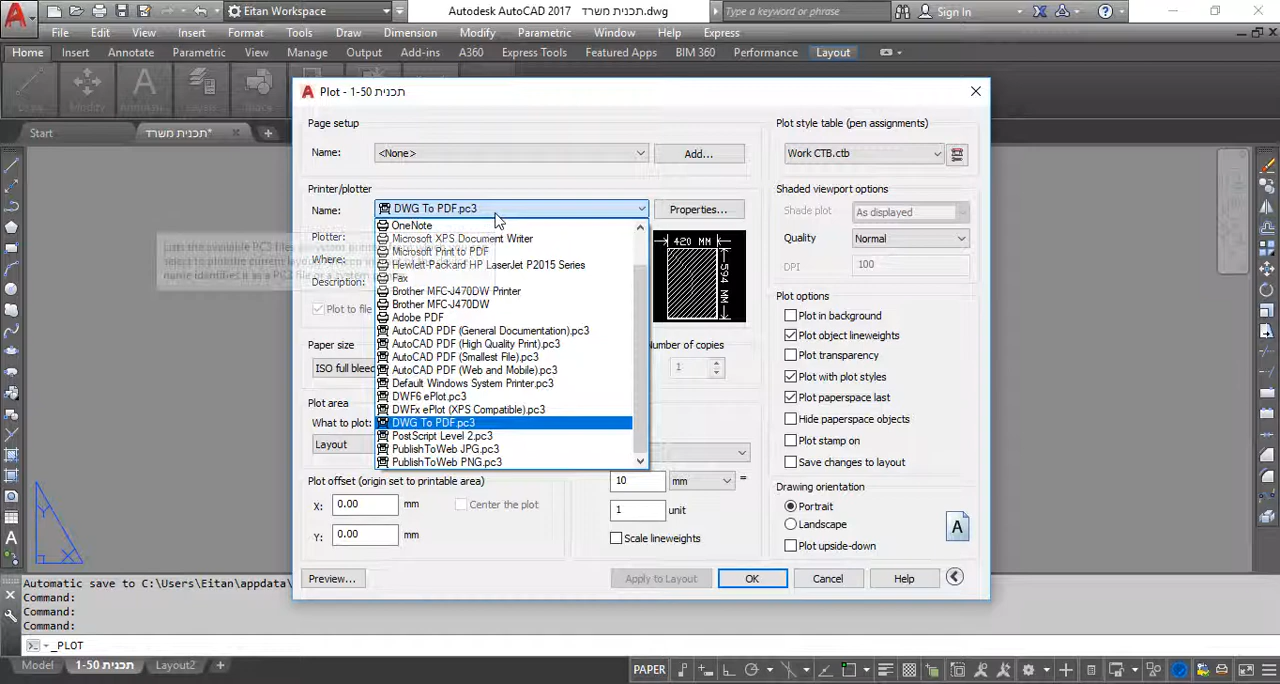 Eitan Workspace
Autodesk AutoCAD 2017 תכנית משרד.dwg
Type a keyword or phrase
Sign In
File Edit View Insert Format Tools Draw Dimension Modify Parametric Window Help Express
Home Insert Annotate Parametric View Manage Output Add-ins A360 Express Tools Featured Apps BIM 360 Performance Layout
Start
תכנית משרד*
Plot - תכנית 1-50
Page setup
Name:
<None>
Add...
Printer/plotter
Name:
DWG To PDF.pc3
Properties...
Plotter:
Where:
Description:
Plot to file
OneNote
Microsoft XPS Document Writer
Microsoft Print to PDF
Hewlett-Packard HP LaserJet P2015 Series
Fax
Brother MFC-J470DW Printer
Brother MFC-J470DW
Adobe PDF
AutoCAD PDF (General Documentation).pc3
AutoCAD PDF (High Quality Print).pc3
AutoCAD PDF (Smallest File).pc3
AutoCAD PDF (Web and Mobile).pc3
Default Windows System Printer.pc3
DWF6 ePlot.pc3
DWFx ePlot (XPS Compatible).pc3
DWG To PDF.pc3
PostScript Level 2.pc3
PublishToWeb JPG.pc3
PublishToWeb PNG.pc3
420 MM
594 MM
Paper size
ISO full bleed
Number of copies
1
Plot area
What to plot:
Layout
Plot offset (origin set to printable area)
X:
0.00
mm
Center the plot
Y:
0.00
mm
10
mm
=
1
unit
Scale lineweights
Plot style table (pen assignments)
Work CTB.ctb
Shaded viewport options
Shade plot
As displayed
Quality
Normal
DPI
100
Plot options
Plot in background
Plot object lineweights
Plot transparency
Plot with plot styles
Plot paperspace last
Hide paperspace objects
Plot stamp on
Save changes to layout
Drawing orientation
Portrait
Landscape
Plot upside-down
A
Preview...
Apply to Layout
OK
Cancel
Help
Automatic save to C:\Users\Eitan\appdata\
Command:
Command:
Command:
_PLOT
Model
תכנית 1-50
Layout2
PAPER